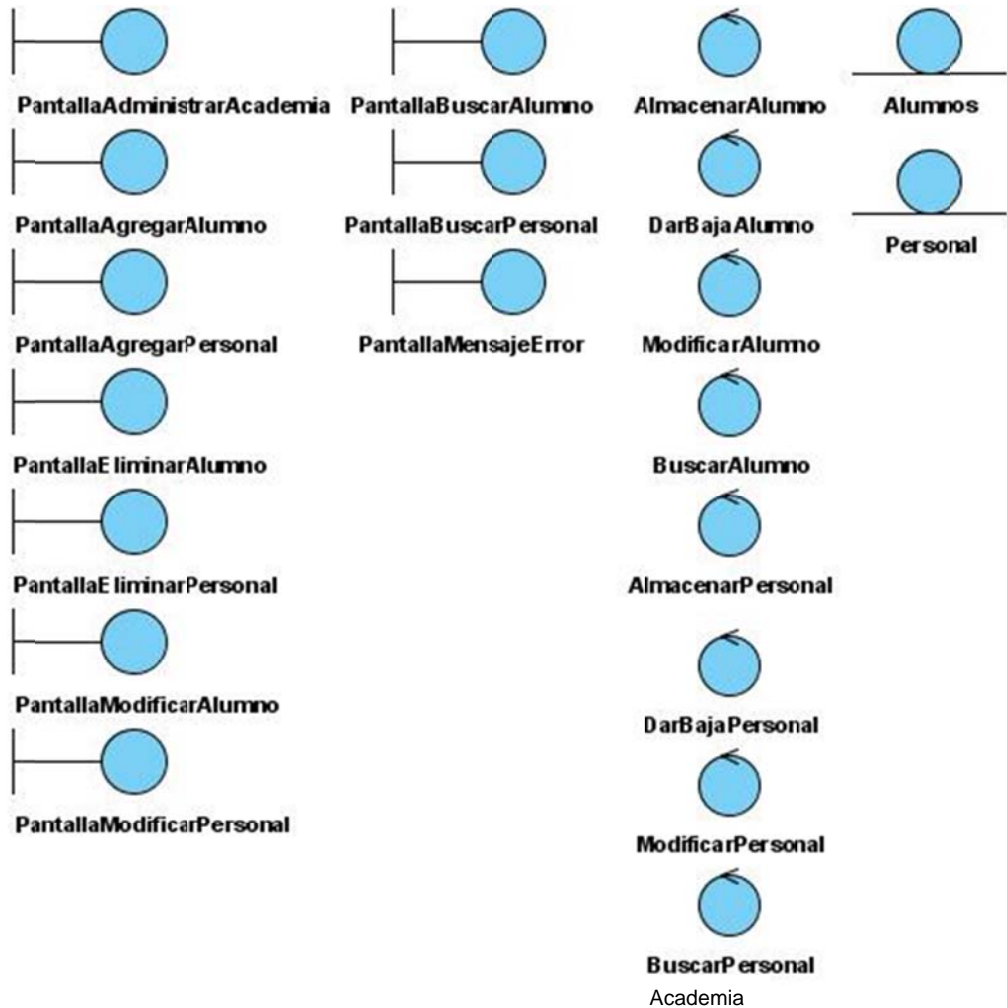 PantallaAdministrarAcademia
PantallaBuscarAlumno
AlmacenarAlumno
Alumnos
PantallaAgregarAlumno
PantallaBuscarPersonal
DarBajaAlumno
Personal
PantallaAgregarPersonal
PantallaMensajeError
ModificarAlumno
PantallaEliminarAlumno
BuscarAlumno
PantallaEliminarPersonal
AlmacenarPersonal
PantallaModificarAlumno
DarBajaPersonal
PantallaModificarPersonal
ModificarPersonal
BuscarPersonal
Academia